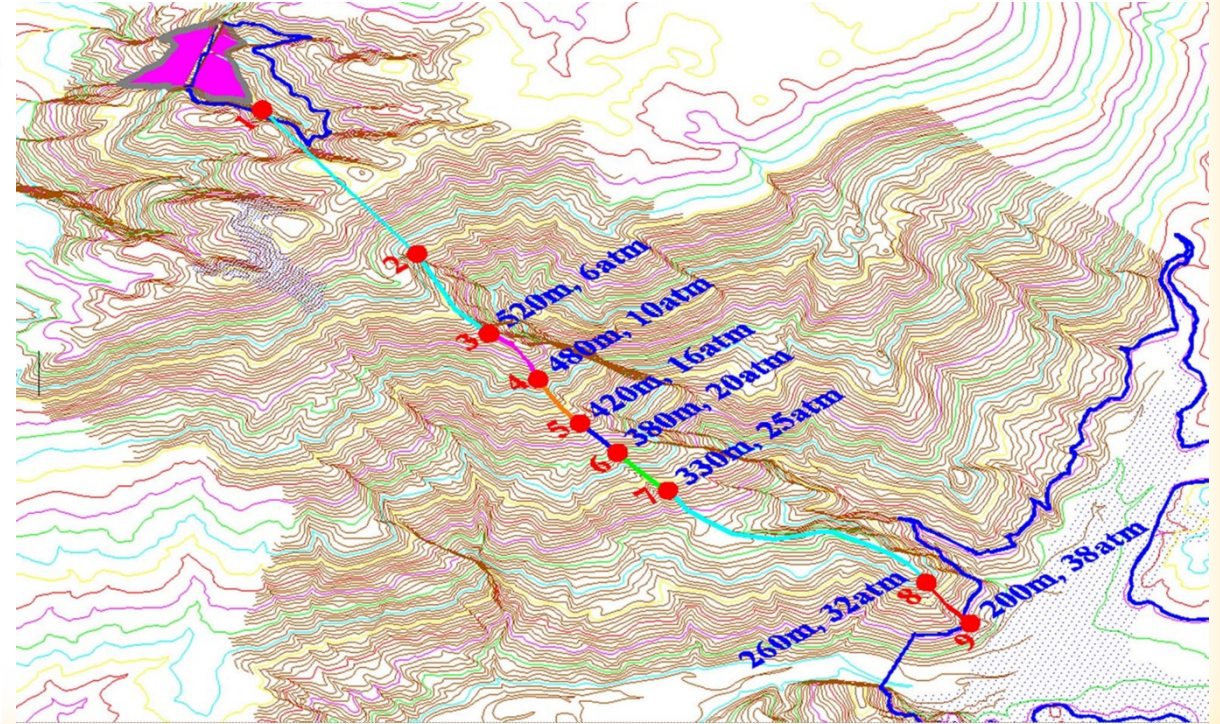 1
2
3
520m, 6atm
4
480m, 10atm
5
420m, 16atm
6
380m, 20atm
7
330m, 25atm
8
260m, 32atm
9
200m, 38atm